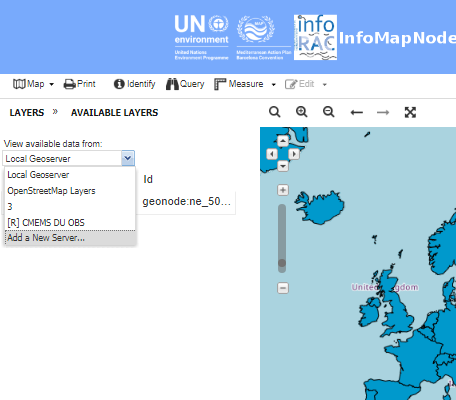 UN
environment
United Nations
Environment Programme
Mediterranean Action Plan
Barcelona Convention
info
RAC
InfoMapNode
Map
Print
Identify
Query
Measure
Edit
LAYERS » AVAILABLE LAYERS
View available data from:
Local Geoserver
Id
Local Geoserver
OpenStreetMap Layers
geonode:ne_50...
3
[R] CMEMS DU OBS
Add a New Server...
United Kingdom